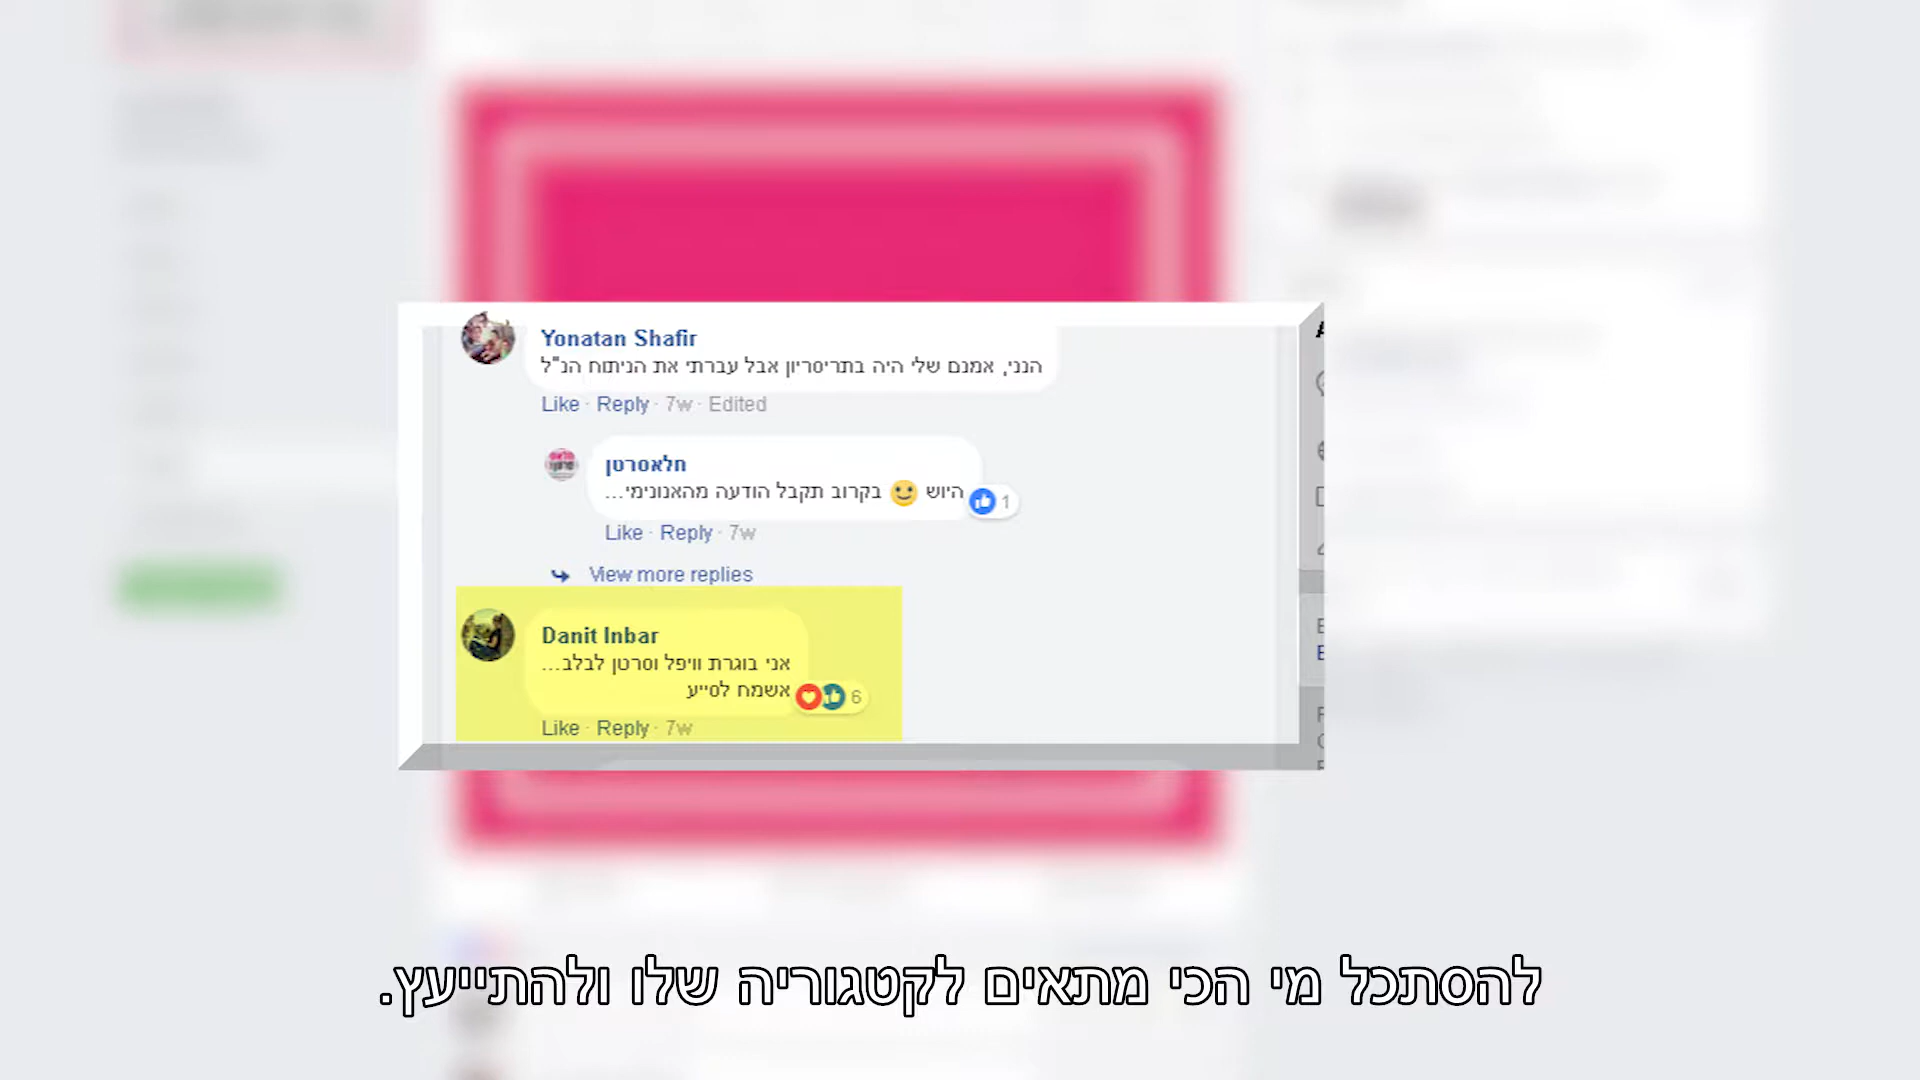 Yonatan Shafir
הנני, אמנם שלי היה בתריסריון אבל עברתי את הניתוח הנ"ל
Like · Reply · 7w · Edited
חלאסרטן
היוש 🙂 בקרוב תקבל הודעה מהאנונימי...
1
Like · Reply · 7w
View more replies
Danit Inbar
אני בוגרת וויפל וסרטן לבלב...
אשמח לסייע
6
Like · Reply · 7w
להסתכל מי הכי מתאים לקטגוריה שלו ולהתייעץ.